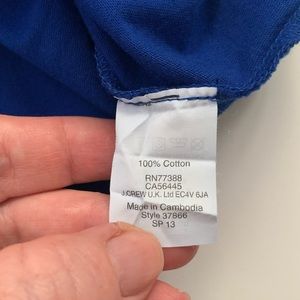 100% Cotton
RN77388
CA56445
J.CREW U.K. Ltd EC4V 6JA
Made in Cambodia
Style 37866
SP 13